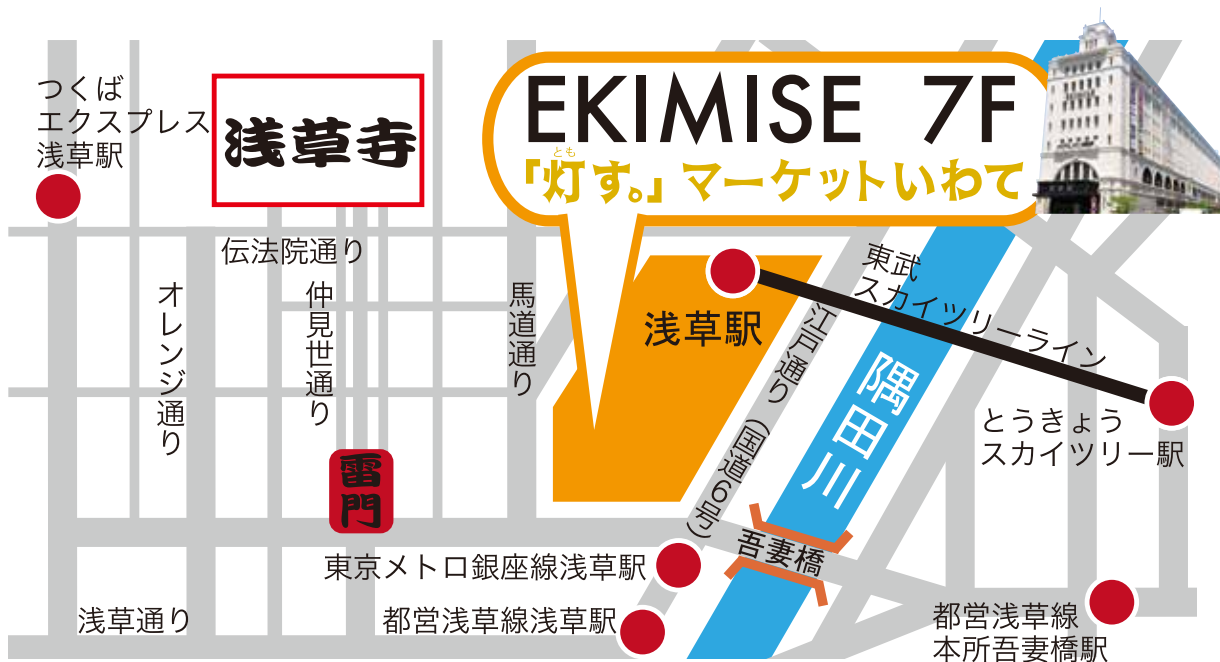 つくば
エクスプレス
浅草駅
浅草寺
EKIMISE 7F
とも
「灯す。」マーケットいわて
伝法院通り
オレンジ通り
仲見世通り
馬道通り
雷門
浅草駅
江戸通り（国道6号）
東武
スカイツリーライン
隅田川
とうきょう
スカイツリー駅
吾妻橋
東京メトロ銀座線浅草駅
浅草通り
都営浅草線浅草駅
都営浅草線
本所吾妻橋駅